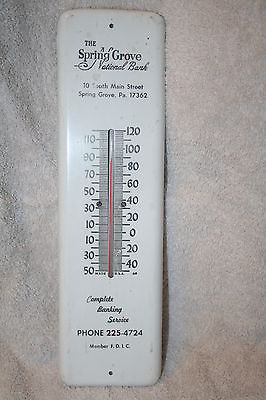 THE
Spring Grove
National Bank
10 South Main Street
Spring Grove, Pa. 17362
120
110
100
90
80
70
60
50
40
30
20
10
0
10
20
30
40
50
Complete
Banking
Service
PHONE 225-4724
Member F. D. I. C.